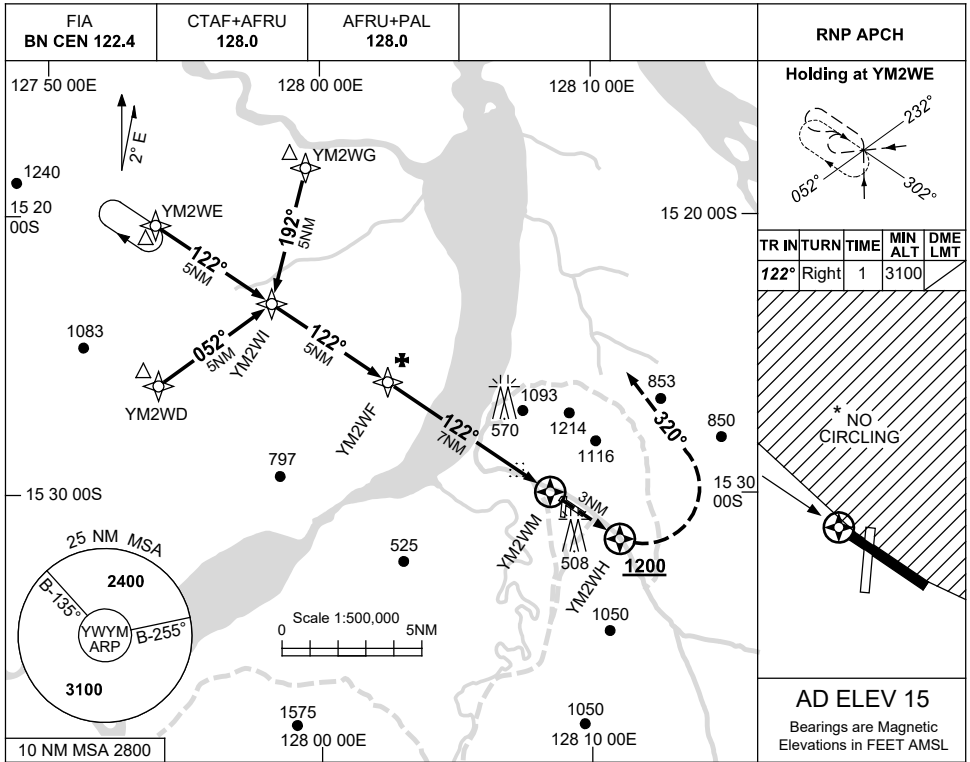 FIA
BN CEN 122.4
CTAF+AFRU
128.0
AFRU+PAL
128.0
RNP APCH
127 50 00E
128 00 00E
128 10 00E
2° E
1240
15 20
00S
YM2WE
YM2WG
15 20 00S
122°
5NM
192°
5NM
1083
052°
5NM
YM2WI
122°
5NM
YM2WD
YM2WF
122°
7NM
1093
570
1214
1116
853
850
320°
797
15 30 00S
15 30
00S
3NM
YM2WM
508
YM2WH
1200
525
1050
25 NM MSA
2400
B-135°
YWYM
ARP
B-255°
3100
Scale 1:500,000
0
5NM
1575
1050
128 00 00E
128 10 00E
10 NM MSA 2800
Holding at YM2WE
232°
052°
302°
TR IN
TURN
TIME
MIN
ALT
DME
LMT
122°
Right
1
3100
* NO
CIRCLING
AD ELEV 15
Bearings are Magnetic
Elevations in FEET AMSL